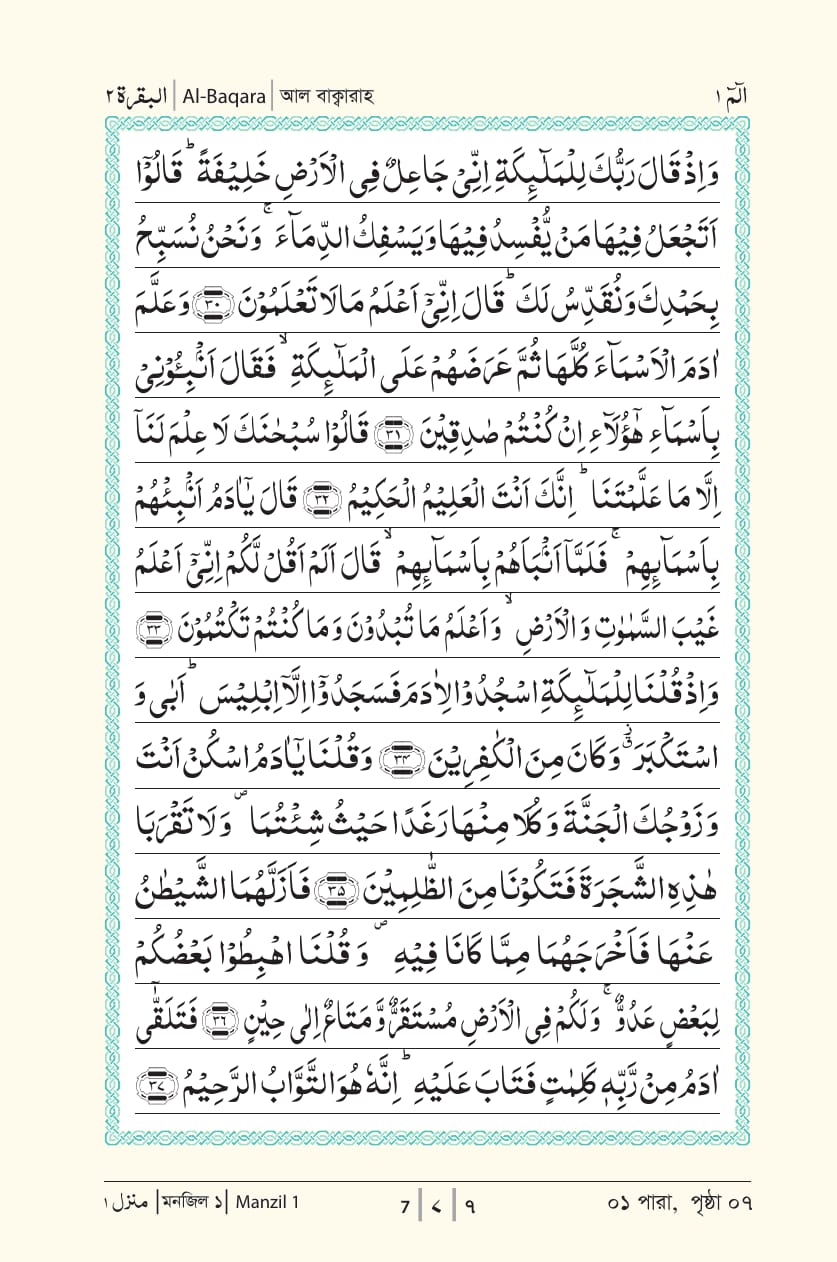 البقرة ٢ | Al-Baqara | আল বাক্বারাহ الٓمّٓ ١
وَاِذْ قَالَ رَبُّكَ لِلْمَلٰٓئِكَةِ اِنِّیْ جَاعِلٌ فِی الْاَرْضِ خَلِیْفَةً ؕ قَالُوْۤا
اَتَجْعَلُ فِیْهَا مَنْ یُّفْسِدُ فِیْهَا وَیَسْفِكُ الدِّمَآءَ ۚ وَنَحْنُ نُسَبِّحُ
بِحَمْدِكَ وَنُقَدِّسُ لَكَ ؕ قَالَ اِنِّیْۤ اَعْلَمُ مَا لَا تَعْلَمُوْنَ ﴿٣٠﴾ وَعَلَّمَ
اٰدَمَ الْاَسْمَآءَ كُلَّهَا ثُمَّ عَرَضَهُمْ عَلَی الْمَلٰٓئِكَةِ ۙ فَقَالَ اَنْۢبِـُٔوْنِیْ
بِاَسْمَآءِ هٰۤؤُلَآءِ اِنْ كُنْتُمْ صٰدِقِیْنَ ﴿٣١﴾ قَالُوْا سُبْحٰنَكَ لَا عِلْمَ لَنَاۤ
اِلَّا مَا عَلَّمْتَنَا ؕ اِنَّكَ اَنْتَ الْعَلِیْمُ الْحَكِیْمُ ﴿٣٢﴾ قَالَ یٰۤاٰدَمُ اَنْۢبِئْهُمْ
بِاَسْمَآئِهِمْ ۚ فَلَمَّاۤ اَنْۢبَاَهُمْ بِاَسْمَآئِهِمْ ۙ قَالَ اَلَمْ اَقُلْ لَّكُمْ اِنِّیْۤ اَعْلَمُ
غَیْبَ السَّمٰوٰتِ وَالْاَرْضِ ۙ وَاَعْلَمُ مَا تُبْدُوْنَ وَمَا كُنْتُمْ تَكْتُمُوْنَ ﴿٣٣﴾
وَاِذْ قُلْنَا لِلْمَلٰٓئِكَةِ اسْجُدُوْا لِاٰدَمَ فَسَجَدُوْۤا اِلَّاۤ اِبْلِیْسَ ؕ اَبٰی وَ
اسْتَكْبَرَ ٭ۗ وَكَانَ مِنَ الْكٰفِرِیْنَ ﴿٣٤﴾ وَقُلْنَا یٰۤاٰدَمُ اسْكُنْ اَنْتَ
وَزَوْجُكَ الْجَنَّةَ وَكُلَا مِنْهَا رَغَدًا حَیْثُ شِئْتُمَا ۪ وَلَا تَقْرَبَا
هٰذِهِ الشَّجَرَةَ فَتَكُوْنَا مِنَ الظّٰلِمِیْنَ ﴿٣٥﴾ فَاَزَلَّهُمَا الشَّیْطٰنُ
عَنْهَا فَاَخْرَجَهُمَا مِمَّا كَانَا فِیْهِ ۪ وَقُلْنَا اهْبِطُوْا بَعْضُكُمْ
لِبَعْضٍ عَدُوٌّ ۚ وَلَكُمْ فِی الْاَرْضِ مُسْتَقَرٌّ وَّمَتَاعٌ اِلٰی حِیْنٍ ﴿٣٦﴾ فَتَلَقّٰۤی
اٰدَمُ مِنْ رَّبِّهٖ كَلِمٰتٍ فَتَابَ عَلَیْهِ ؕ اِنَّهٗ هُوَ التَّوَّابُ الرَّحِیْمُ ﴿٣٧﴾
منزل ١ | মনজিল ১ | Manzil 1 7 | ٧ | ৭ ০১ পারা, পৃষ্ঠা ০৭